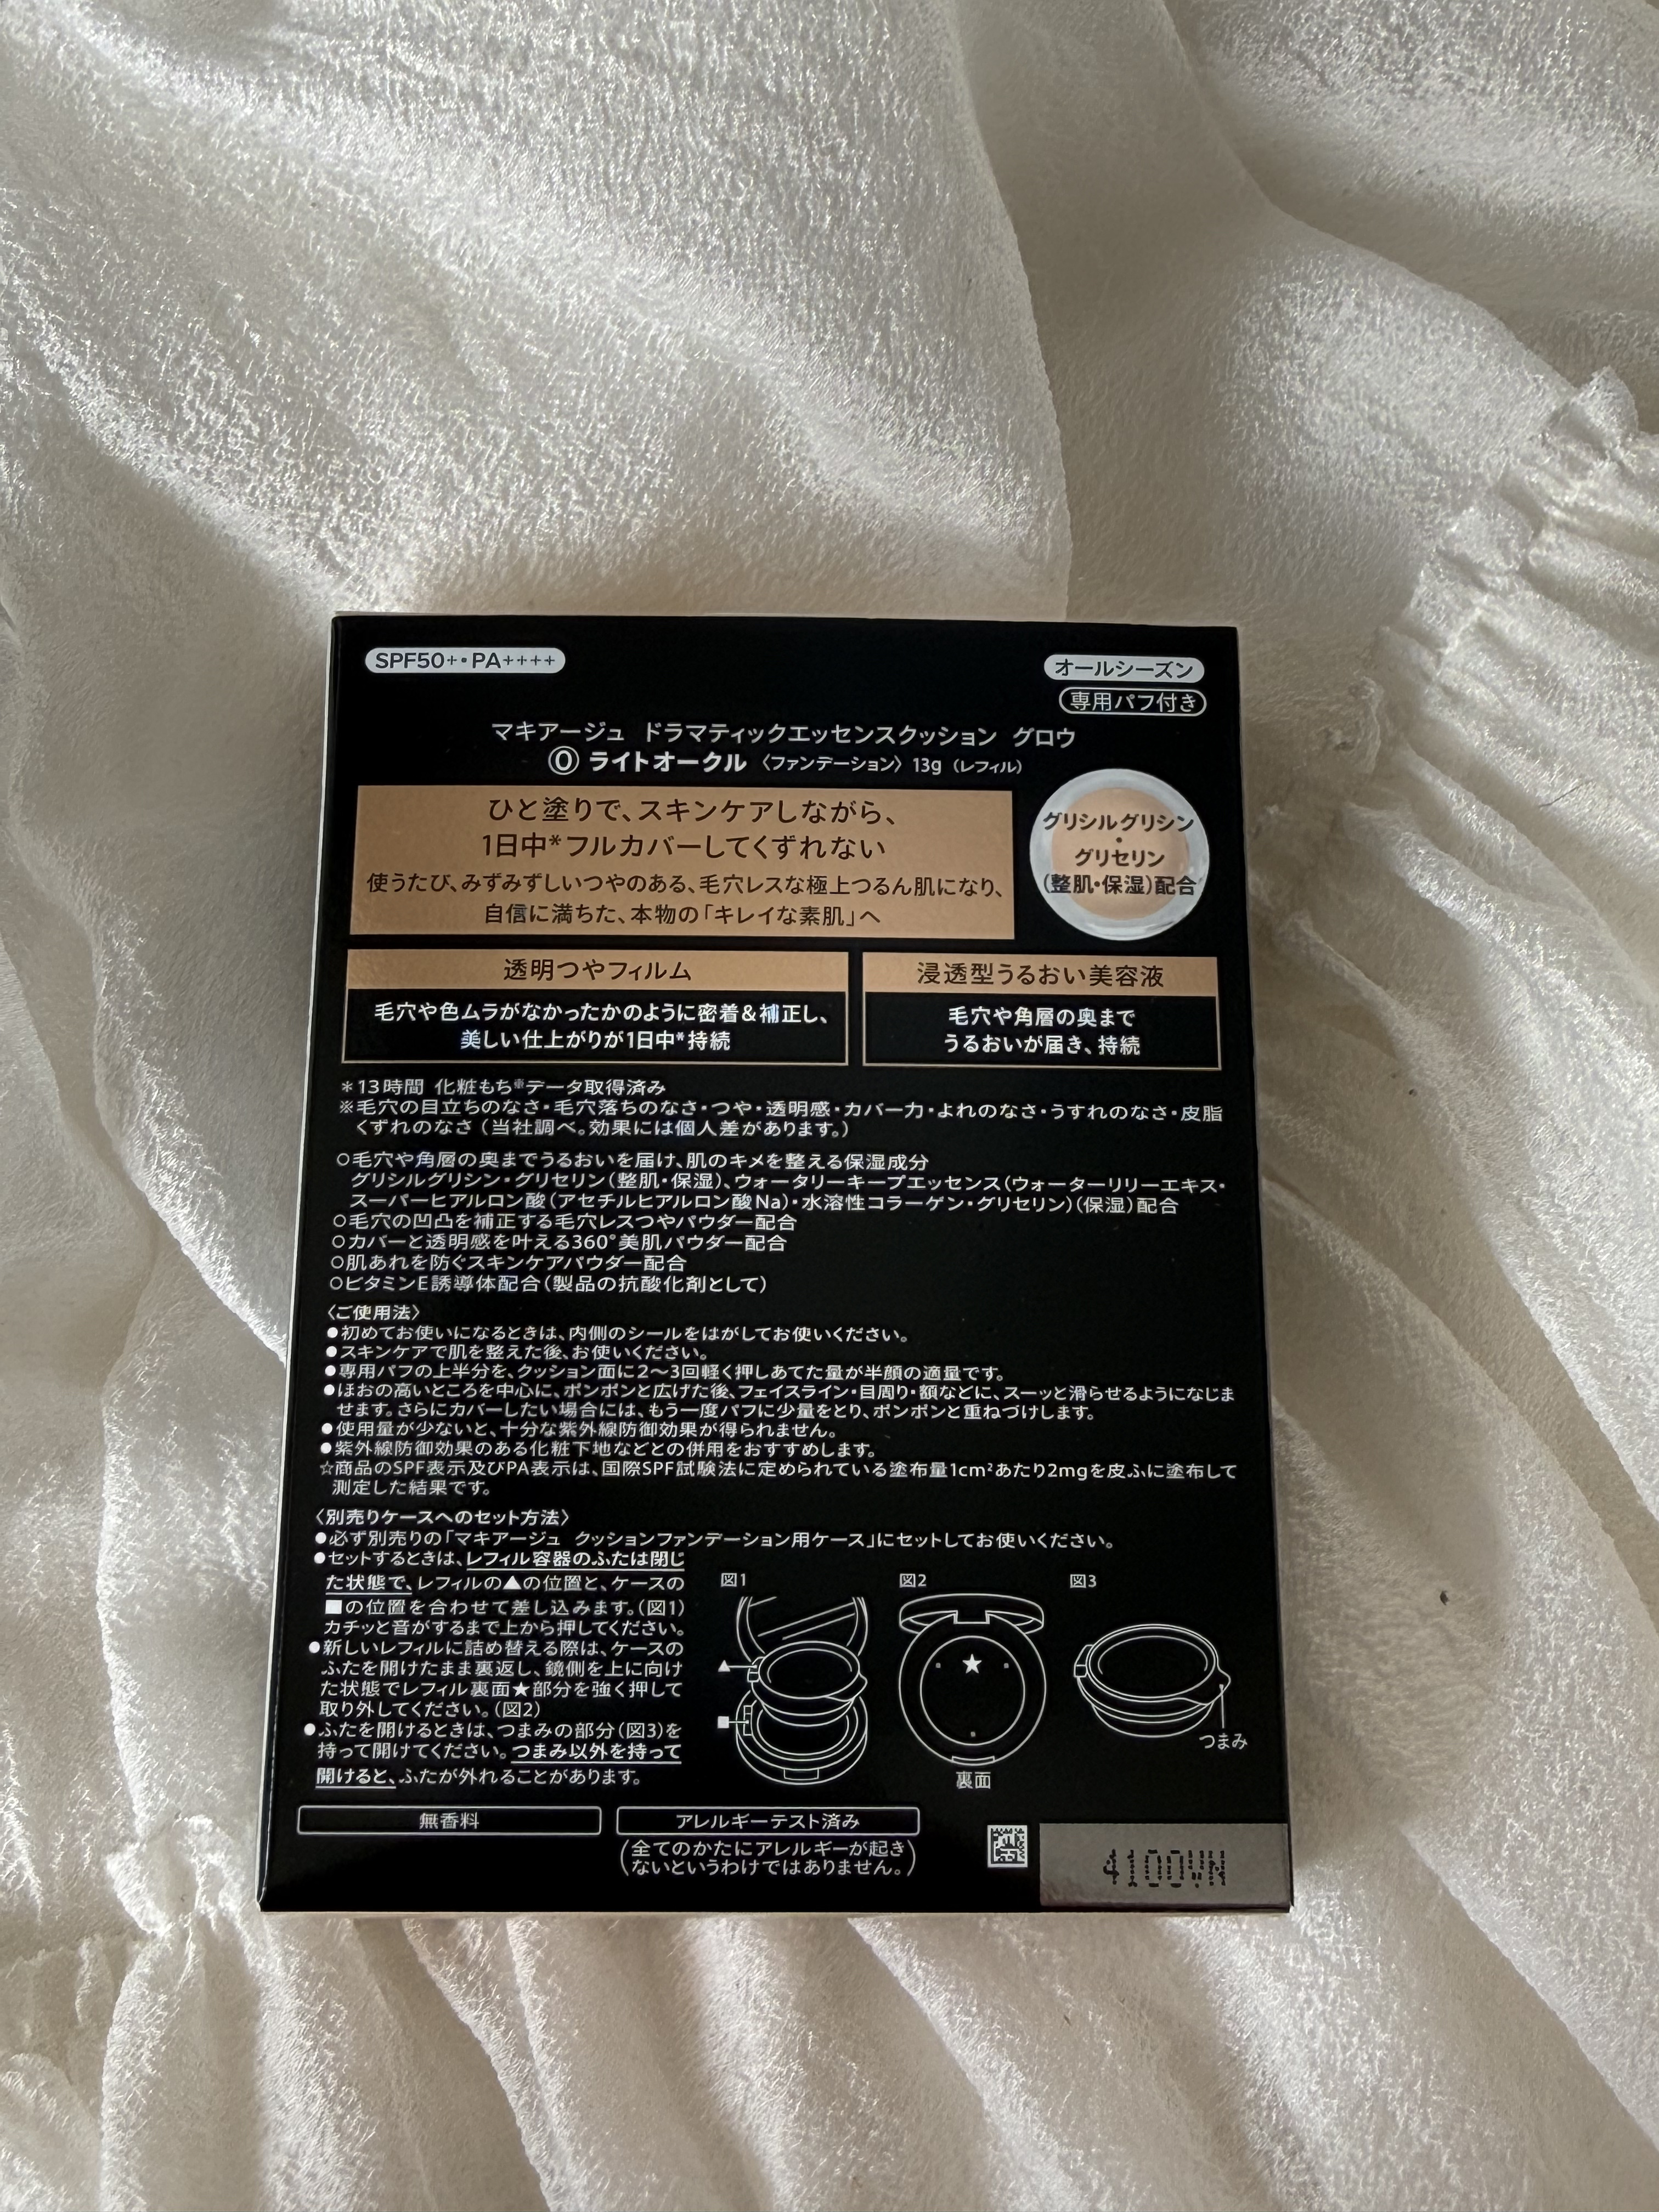 SPF50+・PA++++
オールシーズン
専用パフ付き
マキアージュ ドラマティックエッセンスクッション グロウ
⓪ ライトオークル 〈ファンデーション〉 13g (レフィル)
ひと塗りで、スキンケアしながら、
1日中*フルカバーしてくずれない
使うたび、みずみずしいつやのある、毛穴レスな極上つるん肌になり、
自信に満ちた、本物の「キレイな素肌」へ
グリシルグリシン
・
グリセリン
(整肌・保湿)配合
透明つやフィルム
毛穴や色ムラがなかったかのように密着&補正し、
美しい仕上がりが1日中*持続
浸透型うるおい美容液
毛穴や角層の奥まで
うるおいが届き、持続
*13時間 化粧もち※データ取得済み
※毛穴の目立ちのなさ・毛穴落ちのなさ・つや・透明感・カバー力・よれのなさ・うすれのなさ・皮脂
くずれのなさ(当社調べ。効果には個人差があります。)
○毛穴や角層の奥までうるおいを届け、肌のキメを整える保湿成分
グリシルグリシン・グリセリン(整肌・保湿)、ウォータリーキープエッセンス(ウォーターリリーエキス・
スーパーヒアルロン酸(アセチルヒアルロン酸Na)・水溶性コラーゲン・グリセリン)(保湿)配合
○毛穴の凹凸を補正する毛穴レスつやパウダー配合
○カバーと透明感を叶える360°美肌パウダー配合
○肌あれを防ぐスキンケアパウダー配合
○ビタミンE誘導体配合(製品の抗酸化剤として)
〈ご使用法〉
●初めてお使いになるときは、内側のシールをはがしてお使いください。
●スキンケアで肌を整えた後、お使いください。
●専用パフの上半分を、クッション面に2〜3回軽く押しあてた量が半顔の適量です。
●ほおの高いところを中心に、ポンポンと広げた後、フェイスライン・目周り・額などに、スーッと滑らせるようになじま
せます。さらにカバーしたい場合には、もう一度パフに少量をとり、ポンポンと重ねづけします。
●使用量が少ないと、十分な紫外線防御効果が得られません。
●紫外線防御効果のある化粧下地などとの併用をおすすめします。
☆商品のSPF表示及びPA表示は、国際SPF試験法に定められている塗布量1cm²あたり2mgを皮ふに塗布して
測定した結果です。
〈別売りケースへのセット方法〉
●必ず別売りの「マキアージュ クッションファンデーション用ケース」にセットしてお使いください。
●セットするときは、レフィル容器のふたは閉じ
た状態で、レフィルの▲の位置と、ケースの
■の位置を合わせて差し込みます。(図1)
カチッと音がするまで上から押してください。
●新しいレフィルに詰め替える際は、ケースの
ふたを開けたまま裏返し、鏡側を上に向け
た状態でレフィル裏面★部分を強く押して
取り外してください。(図2)
●ふたを開けるときは、つまみの部分(図3)を
持って開けてください。つまみ以外を持って
開けると、ふたが外れることがあります。
図1
▲
■
図2
★
裏面
図3
つまみ
無香料
アレルギーテスト済み
(全てのかたにアレルギーが起き
ないというわけではありません。)